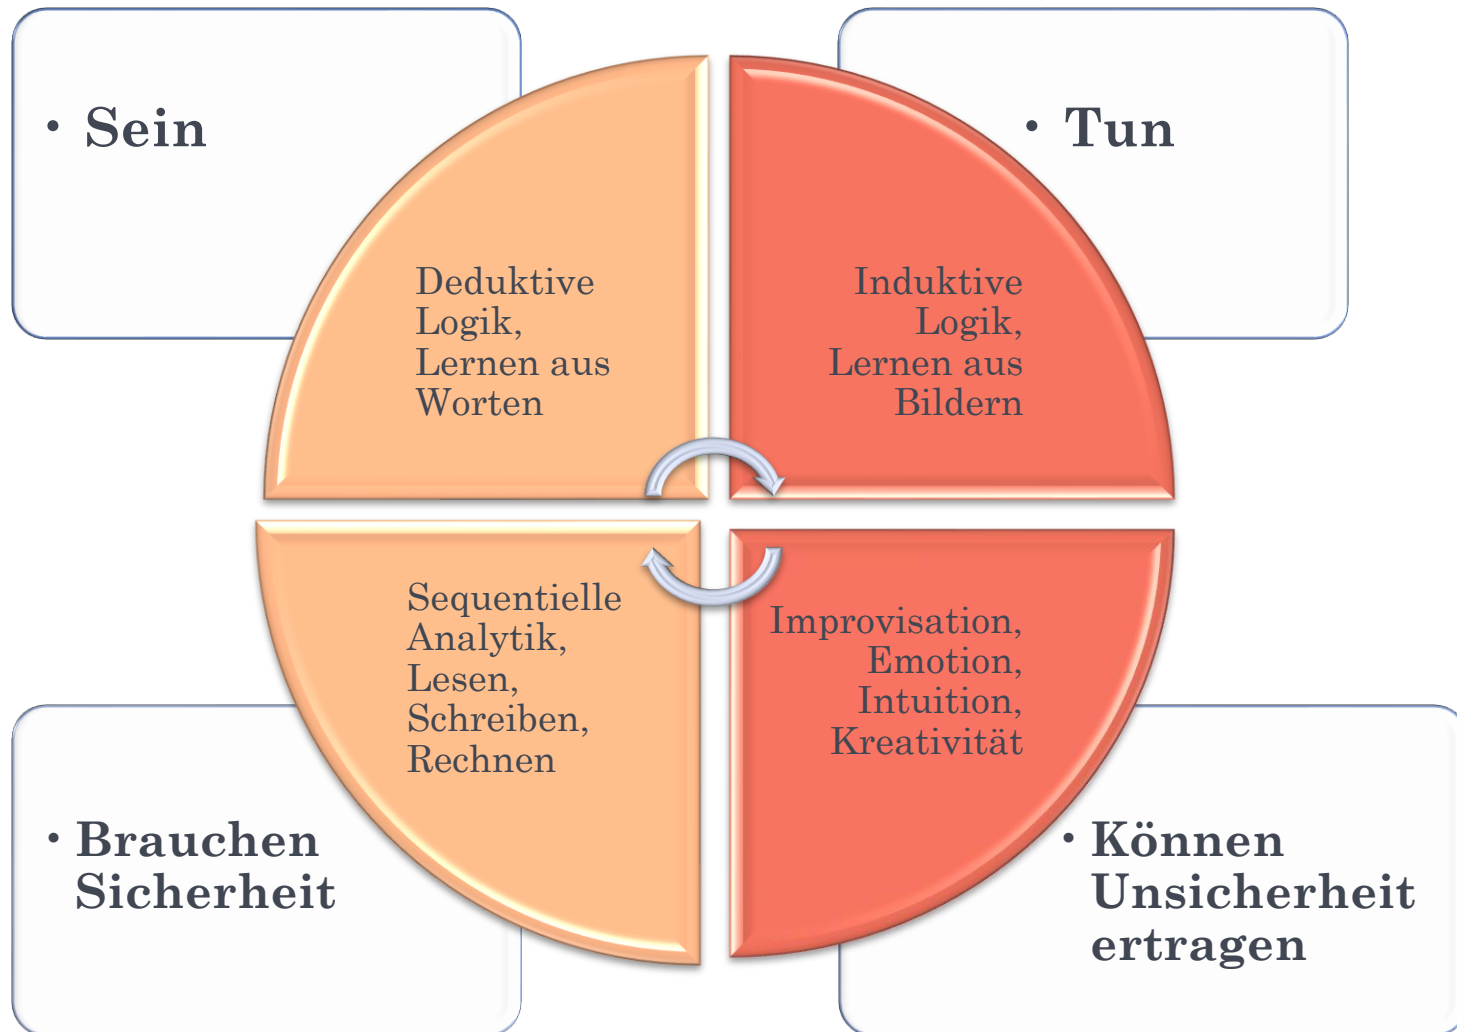 • Sein
• Tun
Deduktive
Logik,
Lernen aus
Worten
Induktive
Logik,
Lernen aus
Bildern
Sequentielle
Analytik,
Lesen,
Schreiben,
Rechnen
Improvisation,
Emotion,
Intuition,
Kreativität
• Brauchen
Sicherheit
• Können
Unsicherheit
ertragen